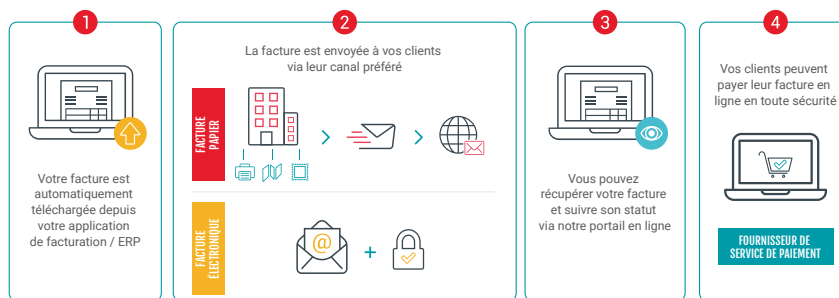 1
Votre facture est
automatiquement
téléchargée depuis
votre application
de facturation / ERP
2
La facture est envoyée à vos clients
via leur canal préféré
FACTURE
PAPIER
FACTURE
ÉLECTRONIQUE
@
+
3
Vous pouvez
récupérer votre facture
et suivre son statut
via notre portail en ligne
4
Vos clients peuvent
payer leur facture en
ligne en toute sécurité
FOURNISSEUR DE
SERVICE DE PAIEMENT